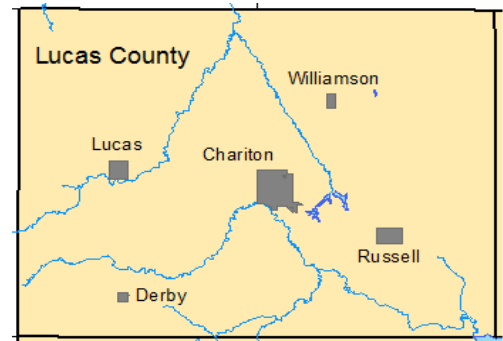 Lucas County
Williamson
Lucas
Chariton
Russell
Derby